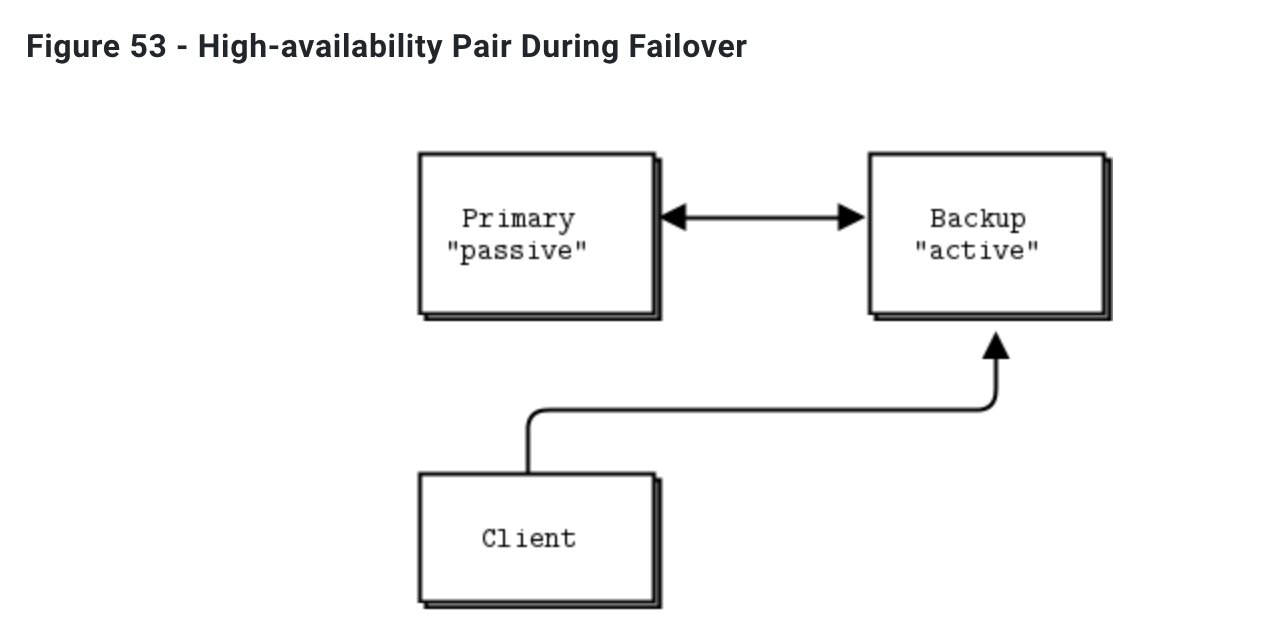 Figure 53 - High-availability Pair During Failover
Primary
"passive"
Backup
"active"
Client